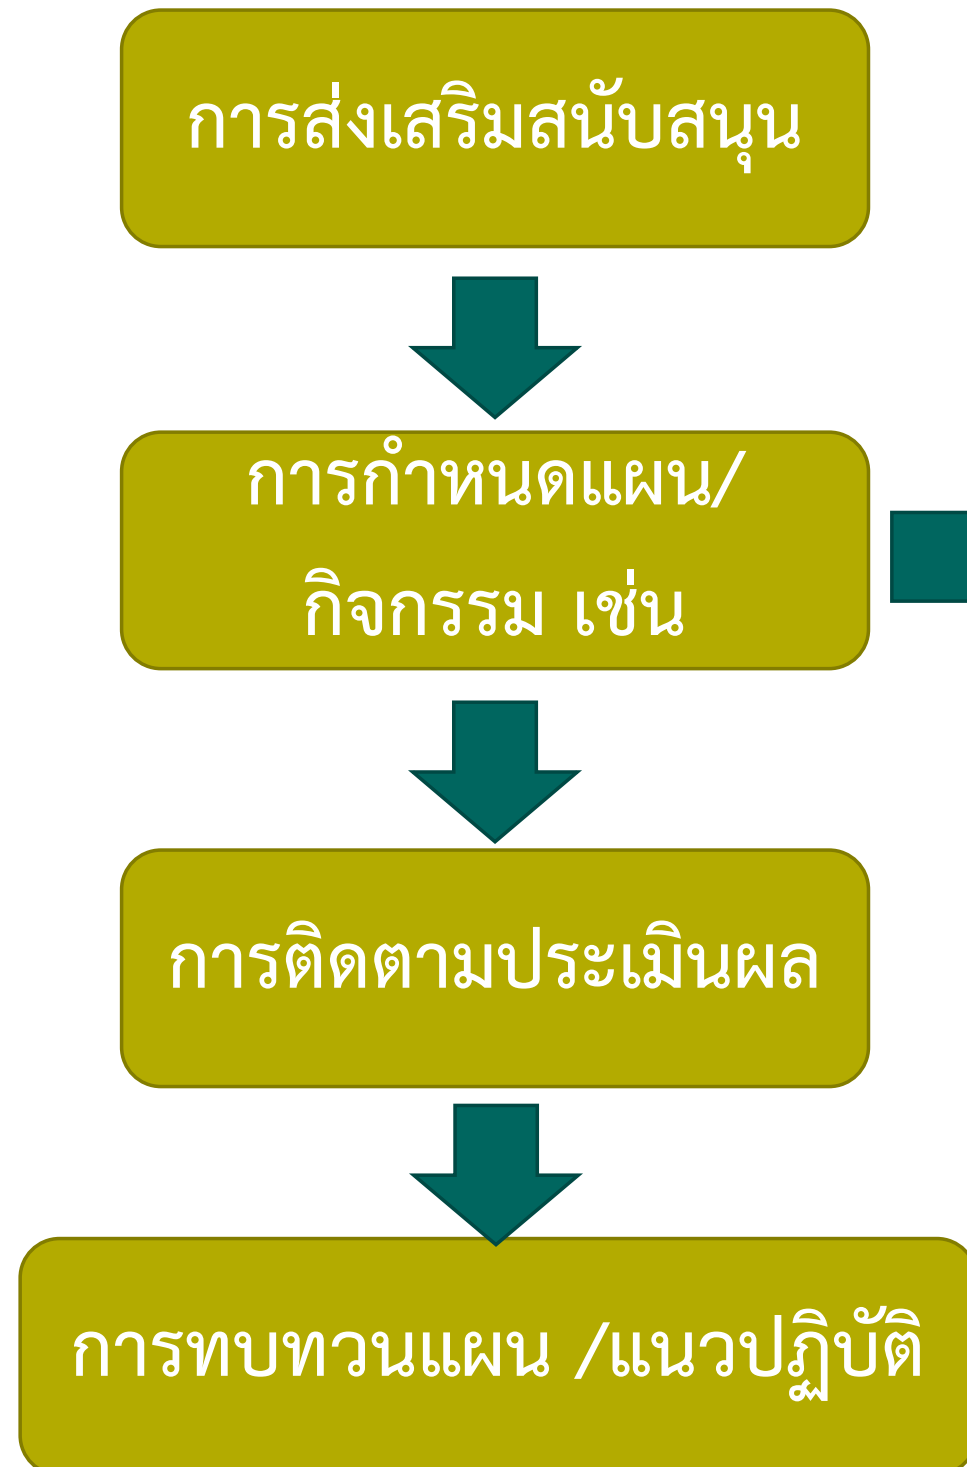 การส่งเสริมสนับสนุน
การกำหนดแผน/
กิจกรรม เช่น
การติดตามประเมินผล
การทบทวนแผน /แนวปฏิบัติ